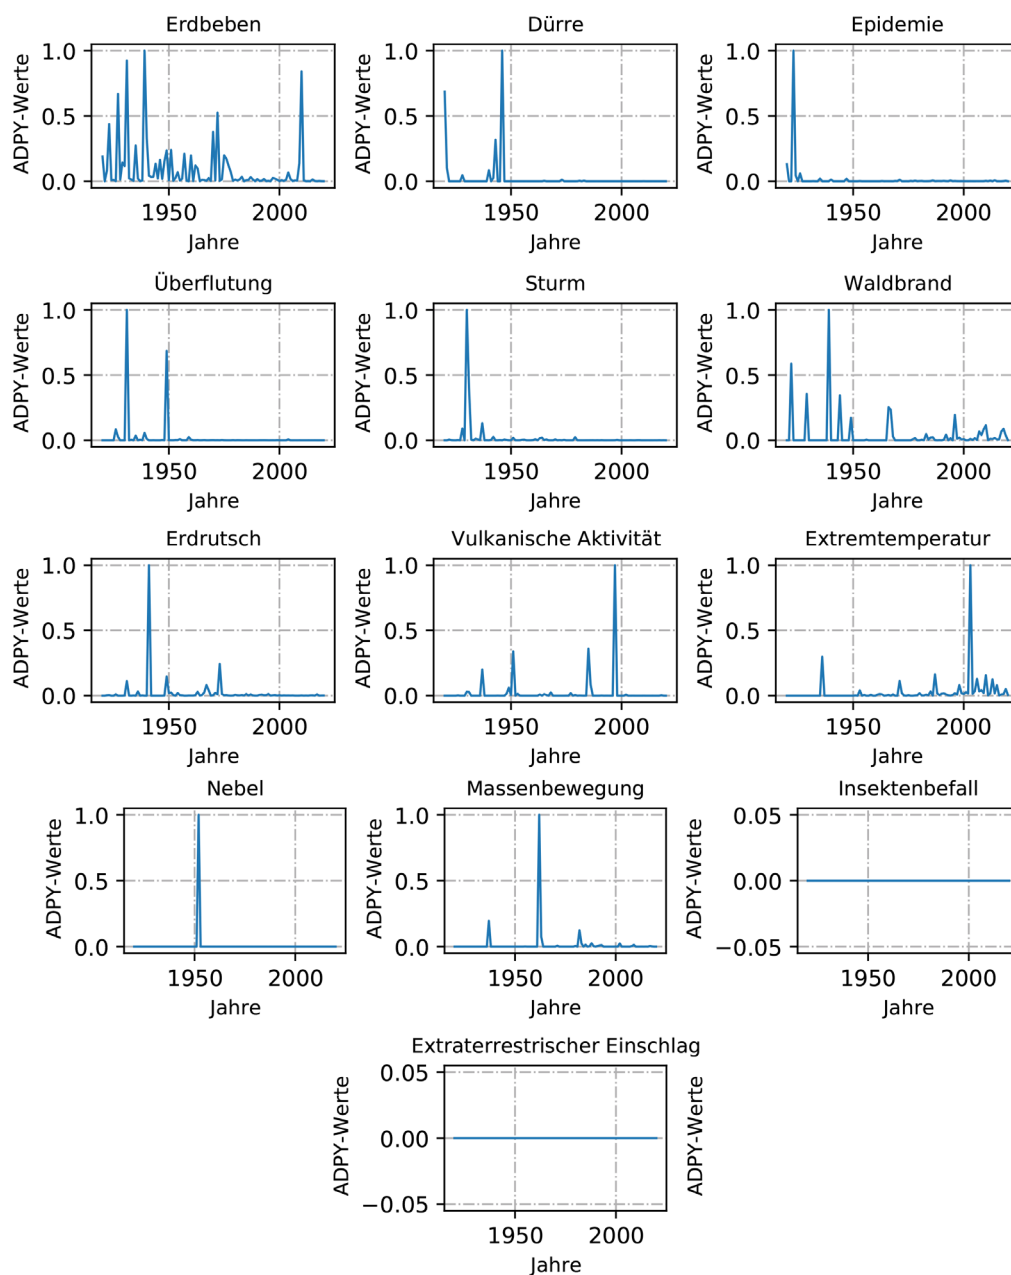 Erdbeben
Dürre
Epidemie
ADPY-Werte
1.0
0.5
0.0
1950
2000
Jahre
ADPY-Werte
1.0
0.5
0.0
1950
2000
Jahre
ADPY-Werte
1.0
0.5
0.0
1950
2000
Jahre
Überflutung
Sturm
Waldbrand
ADPY-Werte
1.0
0.5
0.0
1950
2000
Jahre
ADPY-Werte
1.0
0.5
0.0
1950
2000
Jahre
ADPY-Werte
1.0
0.5
0.0
1950
2000
Jahre
Erdrutsch
Vulkanische Aktivität
Extremtemperatur
ADPY-Werte
1.0
0.5
0.0
1950
2000
Jahre
ADPY-Werte
1.0
0.5
0.0
1950
2000
Jahre
ADPY-Werte
1.0
0.5
0.0
1950
2000
Jahre
Nebel
Massenbewegung
Insektenbefall
ADPY-Werte
1.0
0.5
0.0
1950
2000
Jahre
ADPY-Werte
1.0
0.5
0.0
1950
2000
Jahre
ADPY-Werte
0.05
0.00
−0.05
1950
2000
Jahre
Extraterrestrischer Einschlag
ADPY-Werte
0.05
0.00
−0.05
1950
2000
Jahre
ADPY-Werte